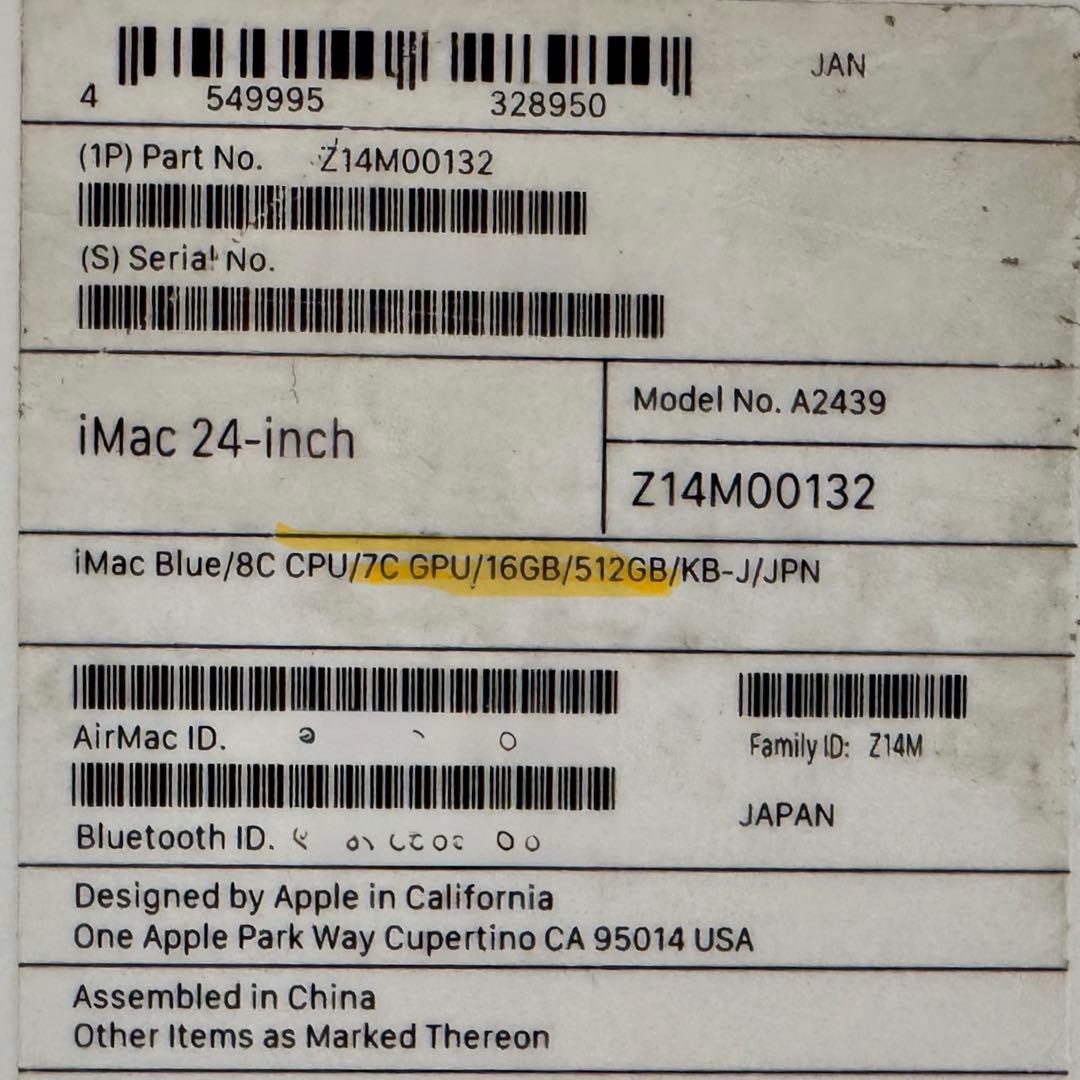 JAN
4 549995 328950
(1P) Part No. Z14M00132
(S) Serial No.
iMac 24-inch
Model No. A2439
Z14M00132
iMac Blue/8C CPU/7C GPU/16GB/512GB/KB-J/JPN
AirMac ID.
Family ID: Z14M
Bluetooth ID.
JAPAN
Designed by Apple in California
One Apple Park Way Cupertino CA 95014 USA
Assembled in China
Other Items as Marked Thereon